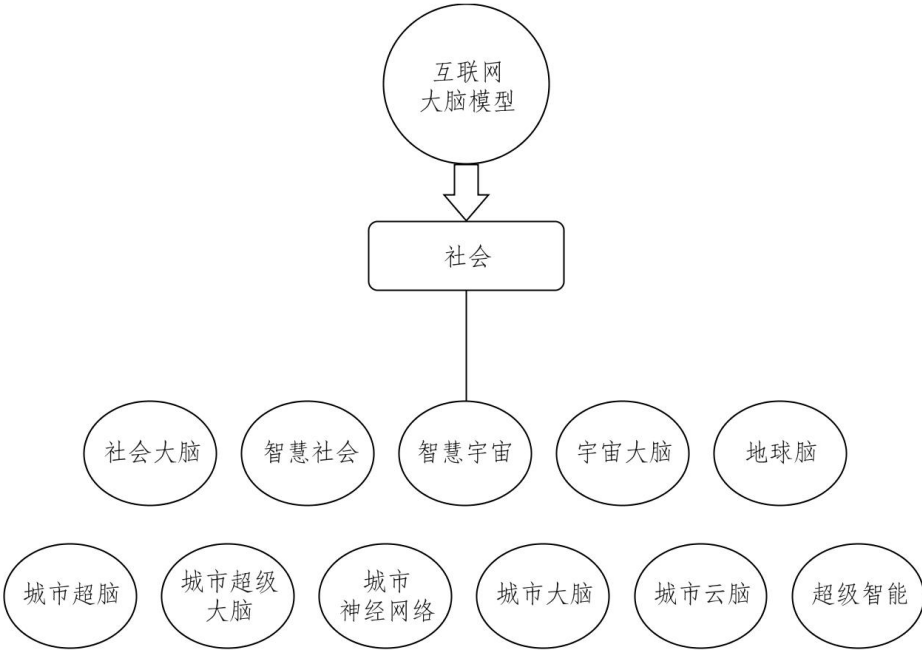 互联网
大脑模型
社会
社会大脑
智慧社会
智慧宇宙
宇宙大脑
地球脑
城市超脑
城市超级
大脑
城市
神经网络
城市大脑
城市云脑
超级智能